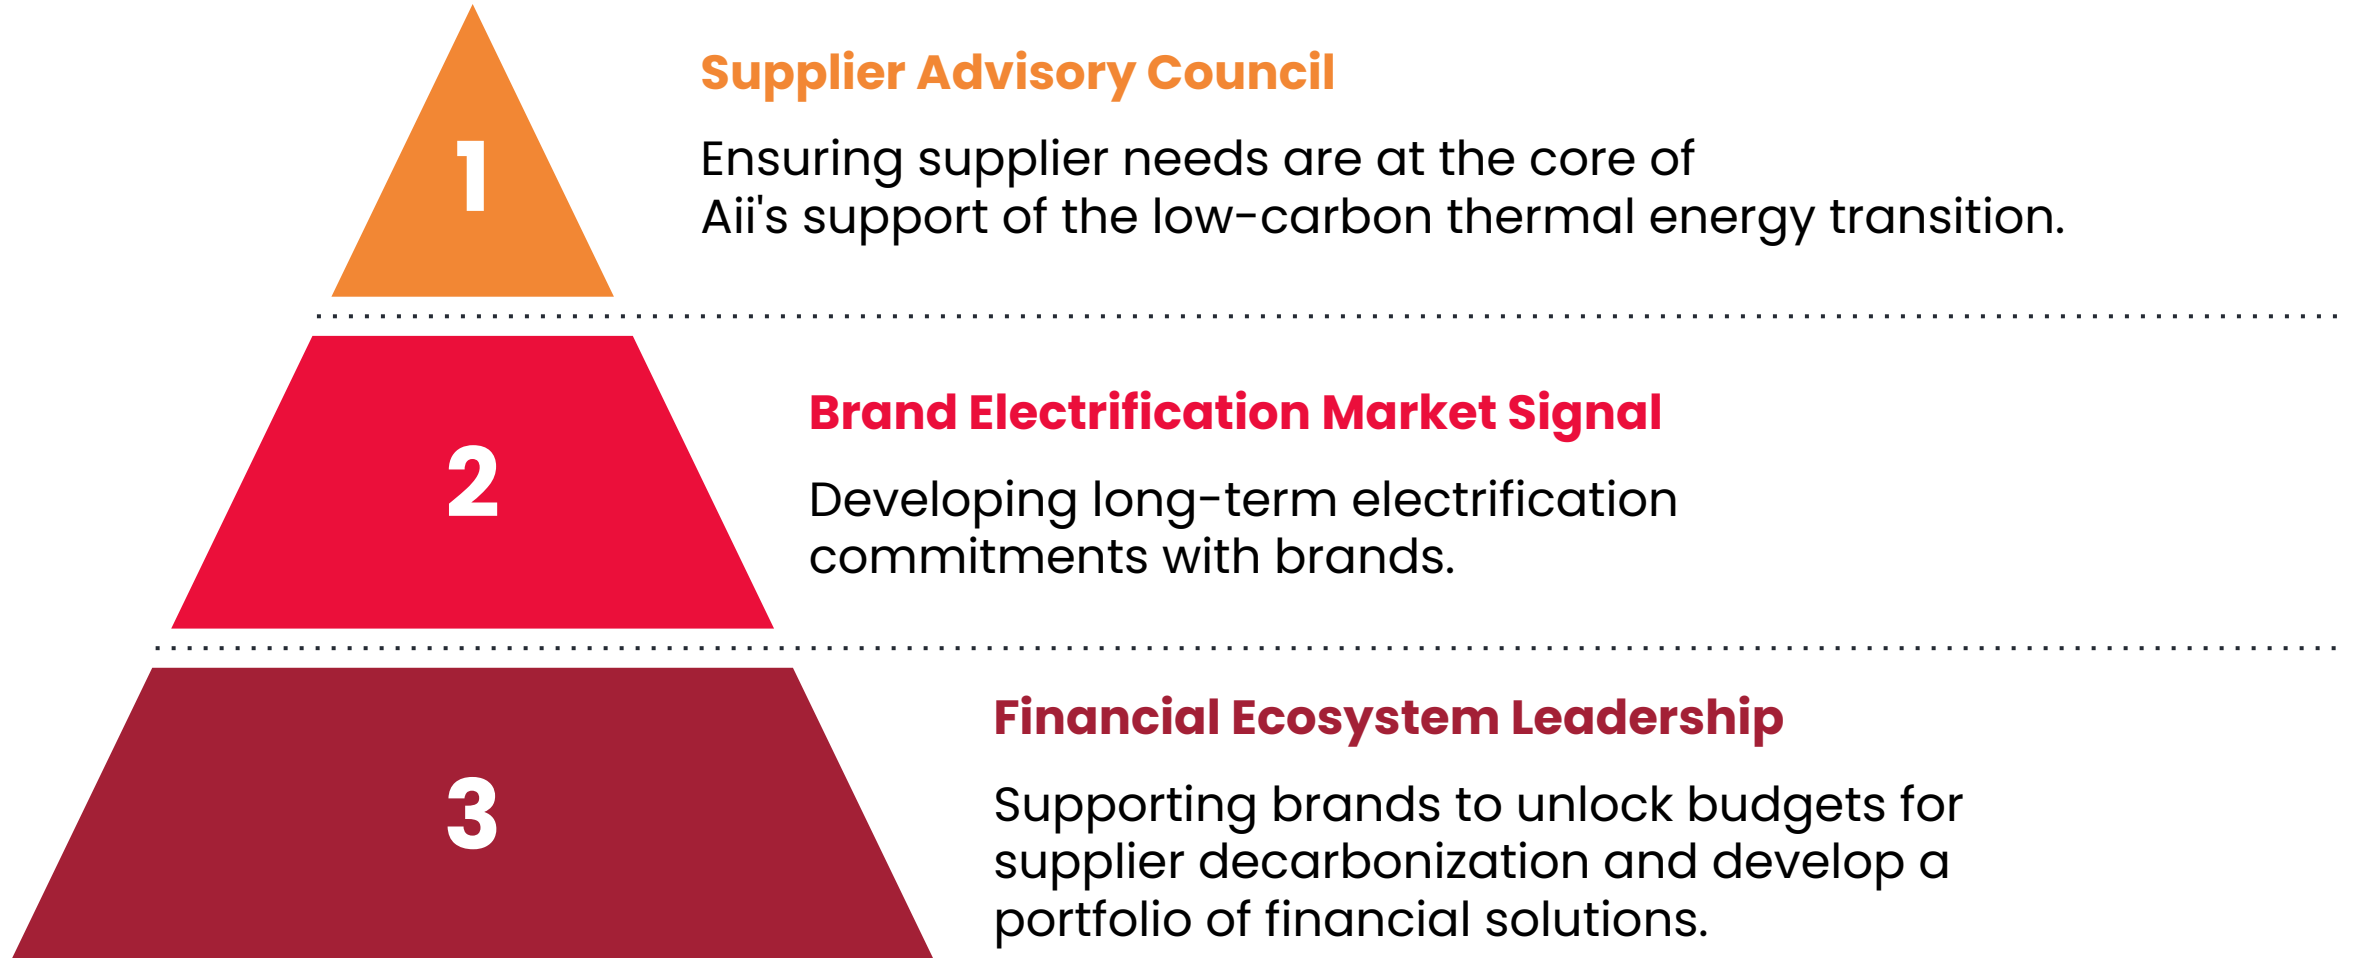 1
Supplier Advisory Council
Ensuring supplier needs are at the core of
Aii's support of the low-carbon thermal energy transition.
2
Brand Electrification Market Signal
Developing long-term electrification
commitments with brands.
3
Financial Ecosystem Leadership
Supporting brands to unlock budgets for
supplier decarbonization and develop a
portfolio of financial solutions.